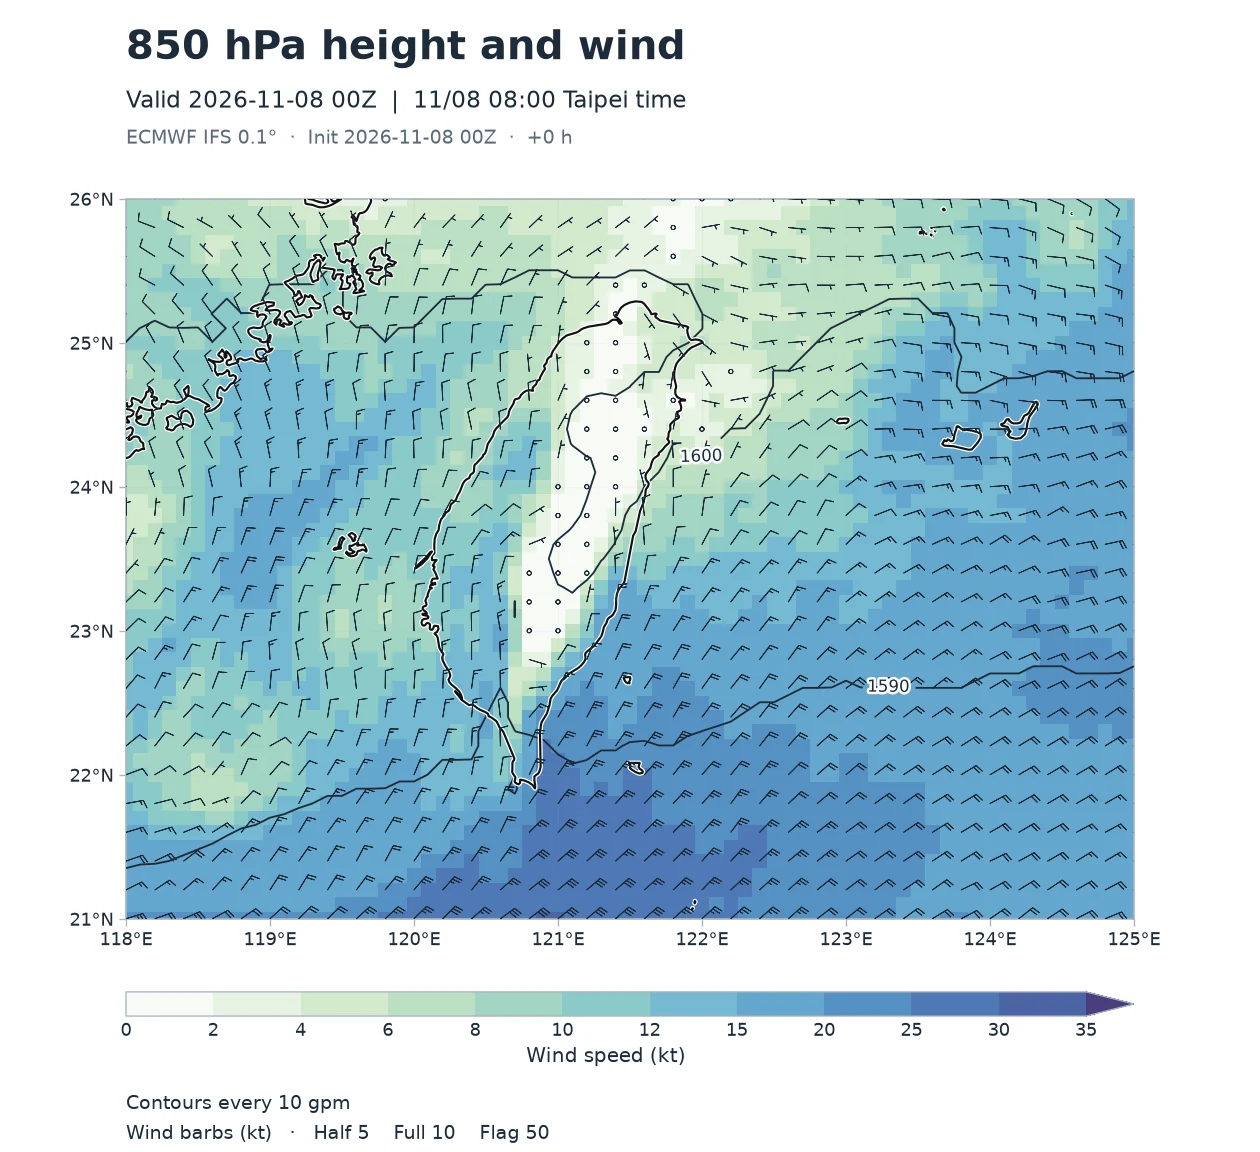 850 hPa height and wind
Valid 2026-11-08 00Z | 11/08 08:00 Taipei time
ECMWF IFS 0.1° · Init 2026-11-08 00Z · +0 h
26°N
25°N
24°N
23°N
22°N
21°N
1600
1590
118°E 119°E 120°E 121°E 122°E 123°E 124°E 125°E
0 2 4 6 8 10 12 15 20 25 30 35
Wind speed (kt)
Contours every 10 gpm
Wind barbs (kt) · Half 5 Full 10 Flag 50